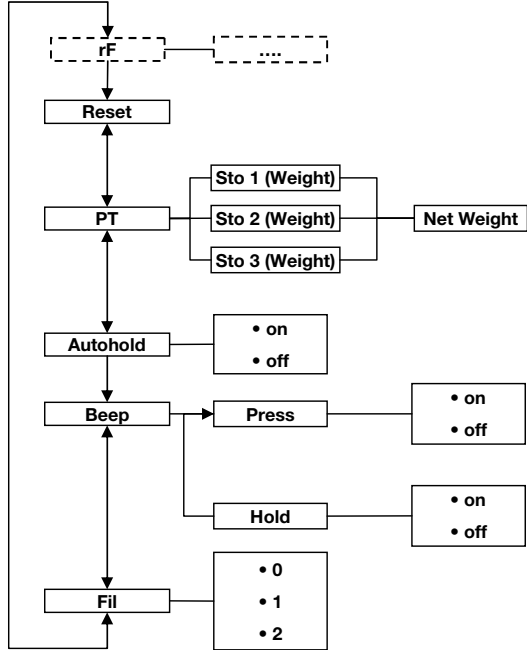 rF
....
Reset
Sto 1 (Weight)
PT
Sto 2 (Weight)
Net Weight
Sto 3 (Weight)
Autohold
• on
• off
Beep
Press
• on
• off
Hold
• on
• off
Fil
• 0
• 1
• 2